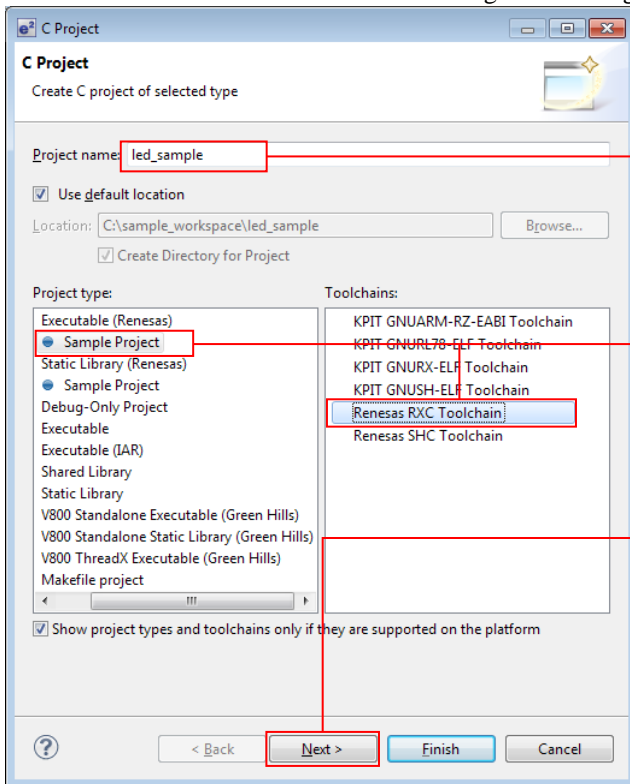 e² C Project
C Project
Create C project of selected type
Project name: led_sample
Use default location
Location: C:\sample_workspace\led_sample Browse...
Create Directory for Project
Project type:
Executable (Renesas)
Sample Project
Static Library (Renesas)
Sample Project
Debug-Only Project
Executable
Executable (IAR)
Shared Library
Static Library
V800 Standalone Executable (Green Hills)
V800 Standalone Static Library (Green Hills)
V800 ThreadX Executable (Green Hills)
Makefile project
Toolchains:
KPIT GNUARM-RZ-EABI Toolchain
KPIT GNURL78-ELF Toolchain
KPIT GNURX-ELF Toolchain
KPIT GNUSH-ELF Toolchain
Renesas RXC Toolchain
Renesas SHC Toolchain
Show project types and toolchains only if they are supported on the platform
? < Back Next > Finish Cancel